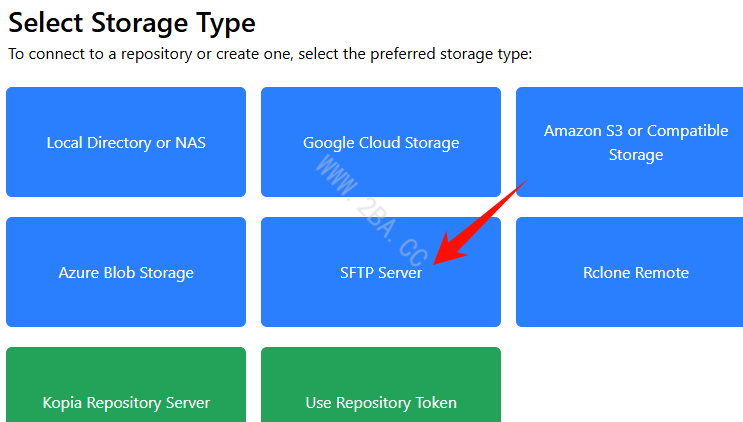 Select Storage Type
To connect to a repository or create one, select the preferred storage type:
Local Directory or NAS
Google Cloud Storage
Amazon S3 or Compatible
Storage
WWW.2BA.CC
Azure Blob Storage
SFTP Server
Rclone Remote
Kopia Repository Server
Use Repository Token